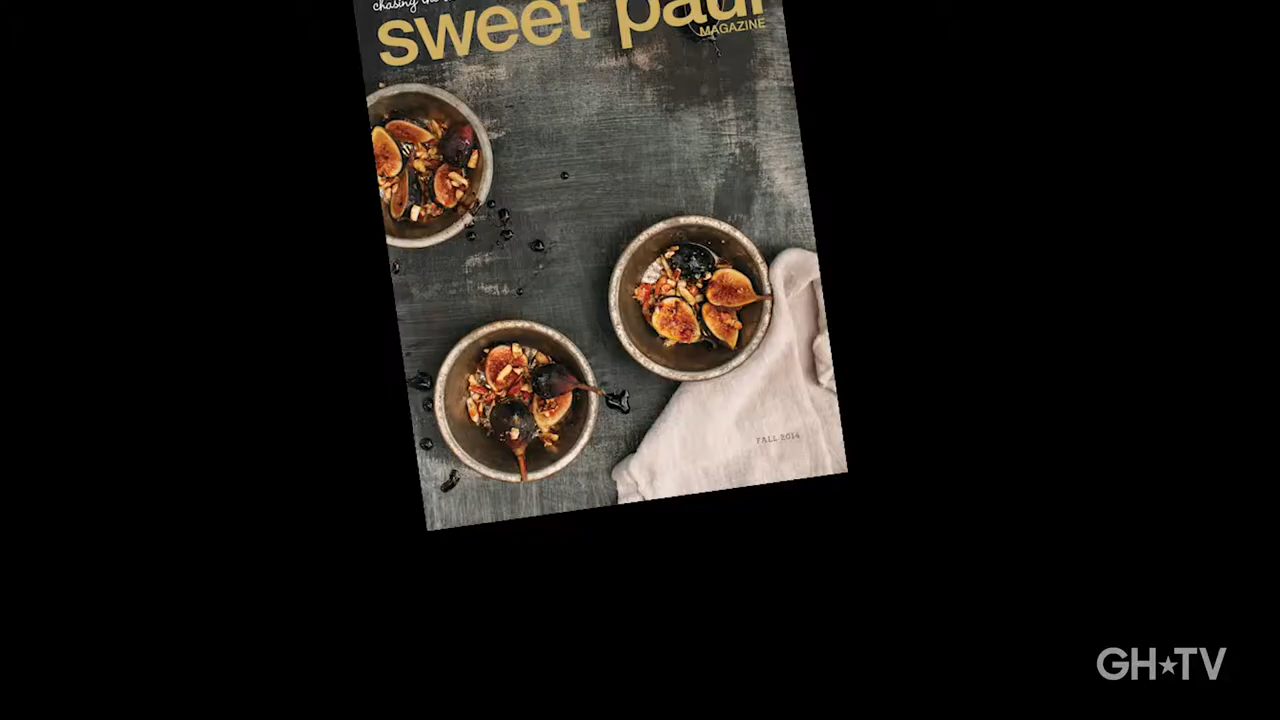 chasing the
sweet paul
MAGAZINE
FALL 2014
GH★TV